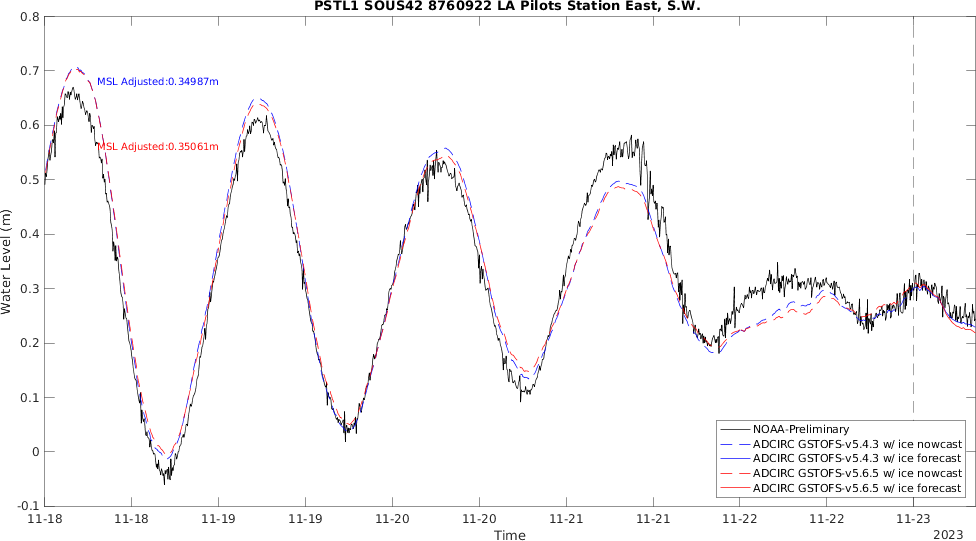 PSTL1 SOUS42 8760922 LA Pilots Station East, S.W.
0.8
0.7
0.6
0.5
0.4
0.3
0.2
0.1
0
-0.1
Water Level (m)
MSL Adjusted:0.34987m
MSL Adjusted:0.35061m
NOAA-Preliminary
ADCIRC GSTOFS-v5.4.3 w/ ice nowcast
ADCIRC GSTOFS-v5.4.3 w/ ice forecast
ADCIRC GSTOFS-v5.6.5 w/ ice nowcast
ADCIRC GSTOFS-v5.6.5 w/ ice forecast
11-18 11-18 11-19 11-19 11-20 11-20 11-21 11-21 11-22 11-22 11-23
Time
2023